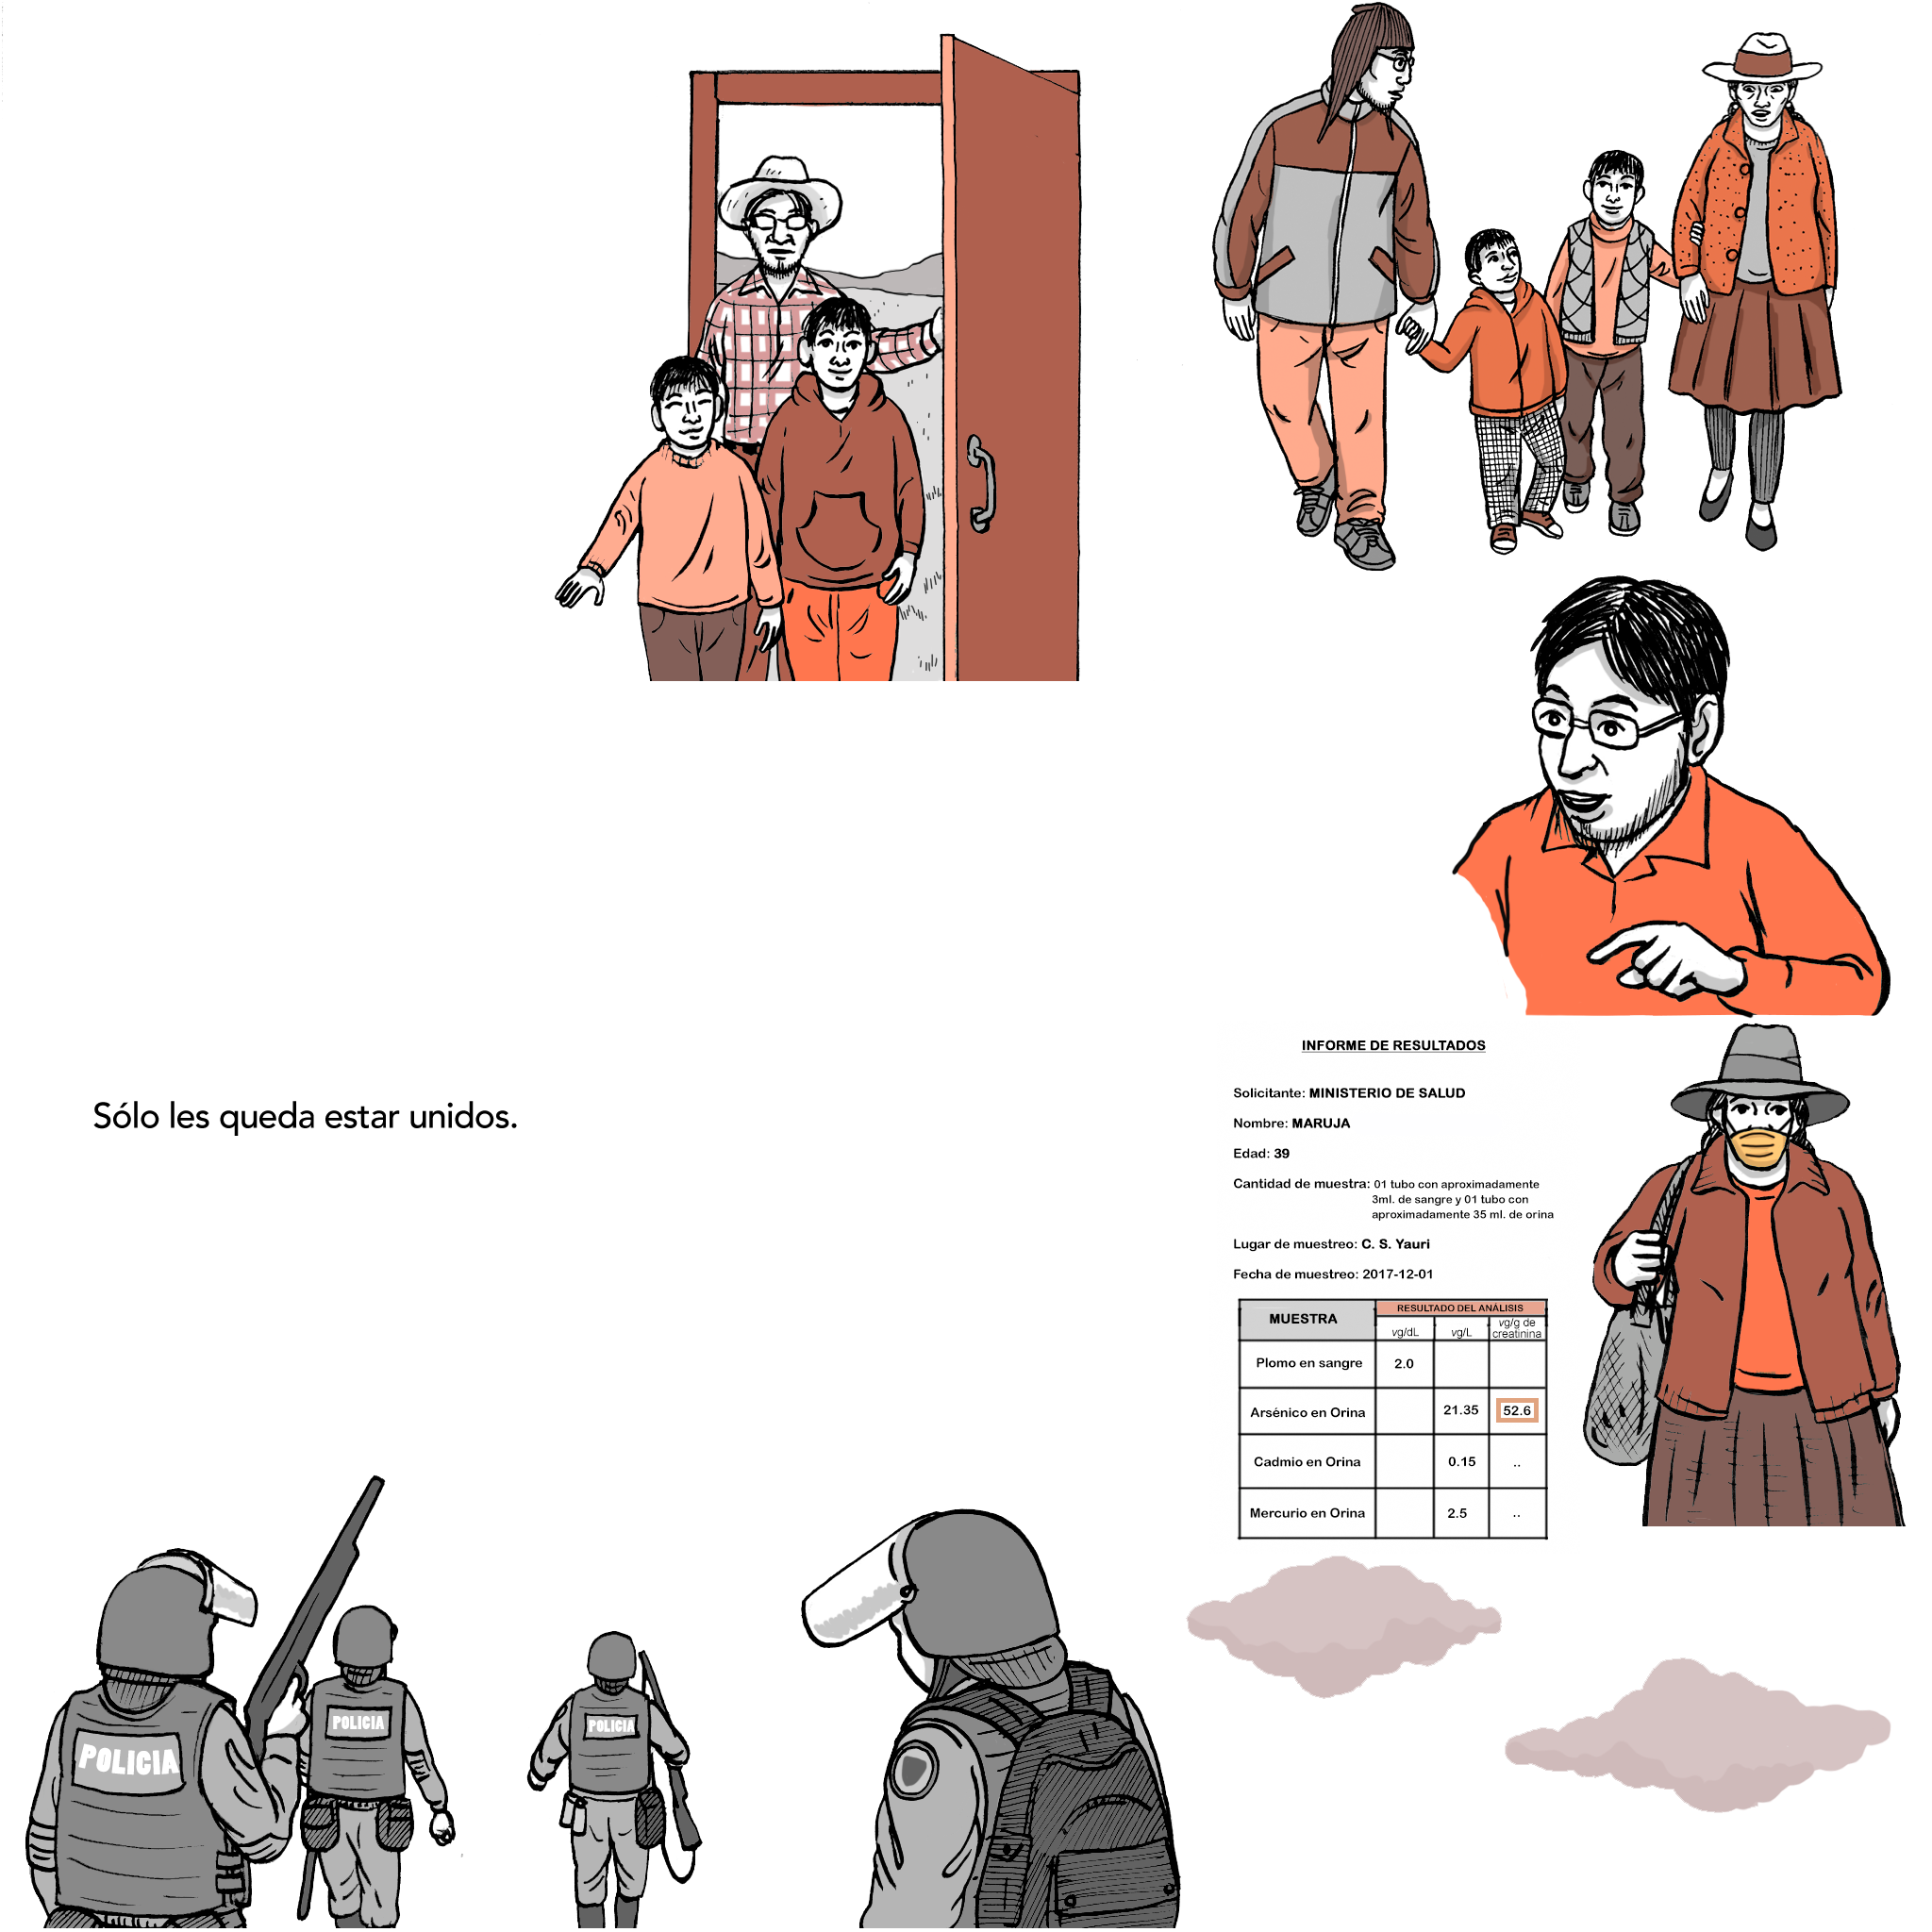 Sólo les queda estar unidos.
INFORME DE RESULTADOS
Solicitante: MINISTERIO DE SALUD
Nombre: MARUJA
Edad: 39
Cantidad de muestra: 01 tubo con aproximadamente
3ml. de sangre y 01 tubo con
aproximadamente 35 ml. de orina
Lugar de muestreo: C. S. Yauri
Fecha de muestreo: 2017-12-01
MUESTRA RESULTADO DEL ANÁLISIS
vg/dL vg/L vg/g de
creatinina
Plomo en sangre 2.0
Arsénico en Orina 21.35 52.6
Cadmio en Orina 0.15 ..
Mercurio en Orina 2.5 ..
POLICIA
POLICIA
POLICIA